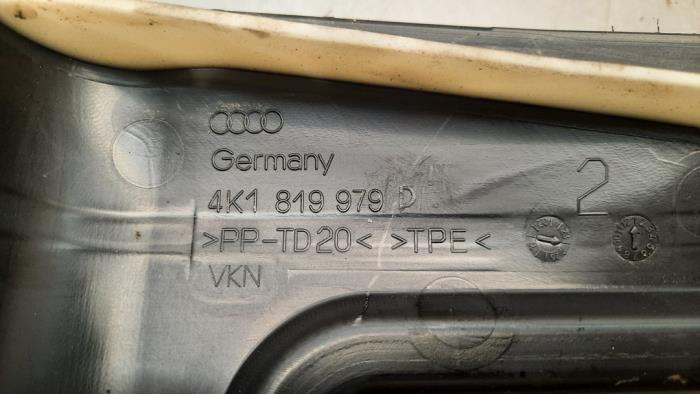 Germany
4K1 819 979 D
>PP-TD20< >TPE<
VKN
2